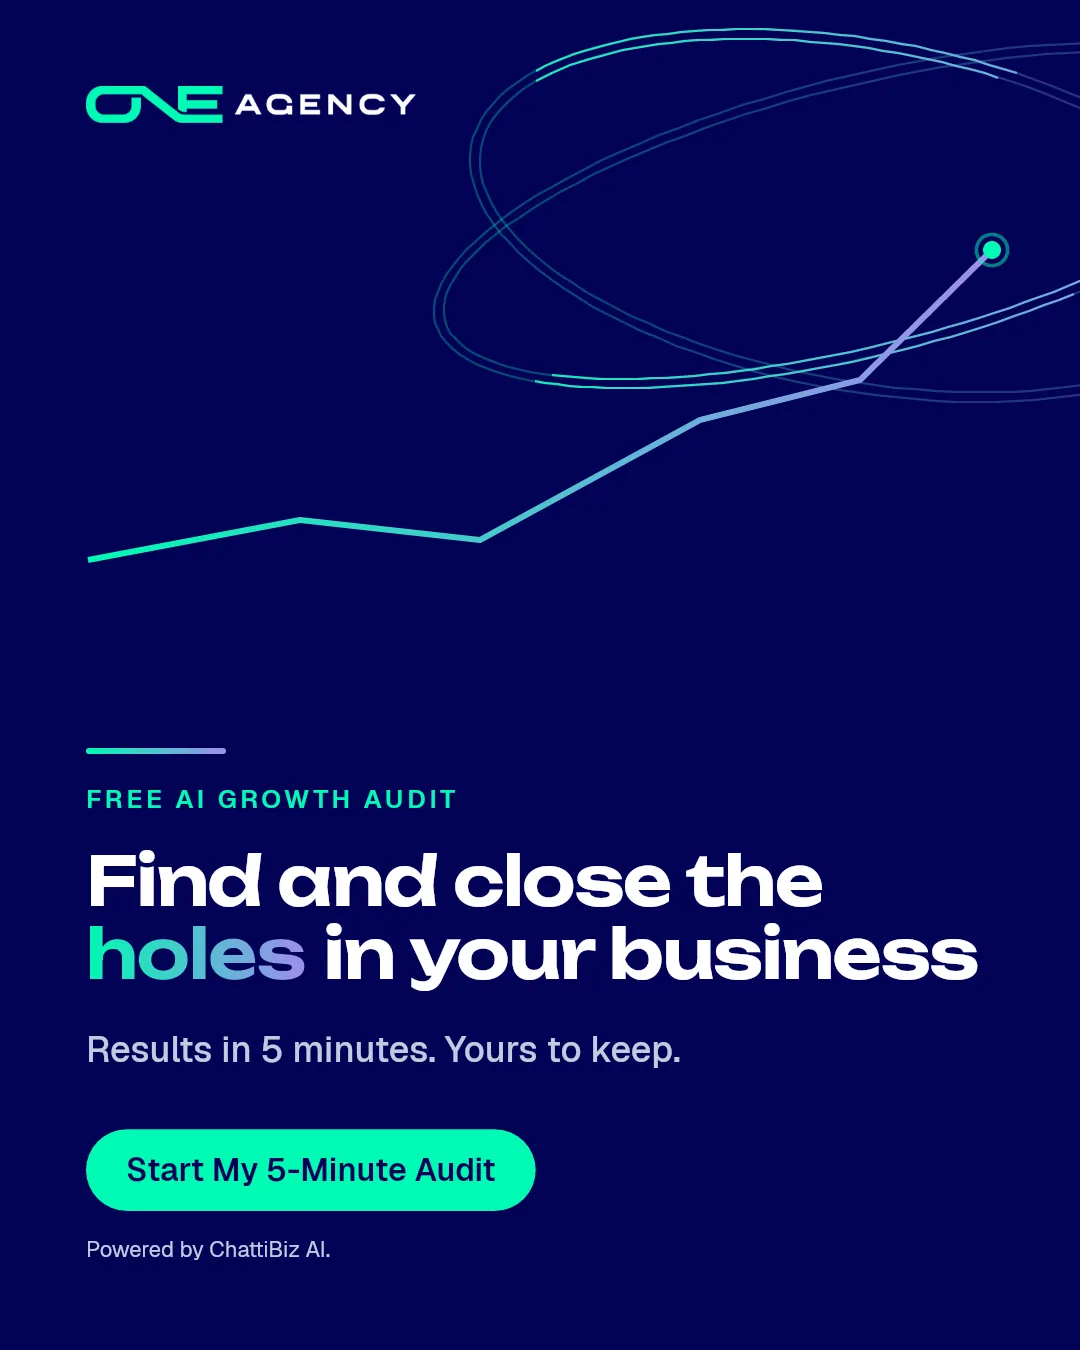 ONE AGENCY
FREE AI GROWTH AUDIT
Find and close the
holes in your business
Results in 5 minutes. Yours to keep.
Start My 5-Minute Audit
Powered by ChattiBiz AI.